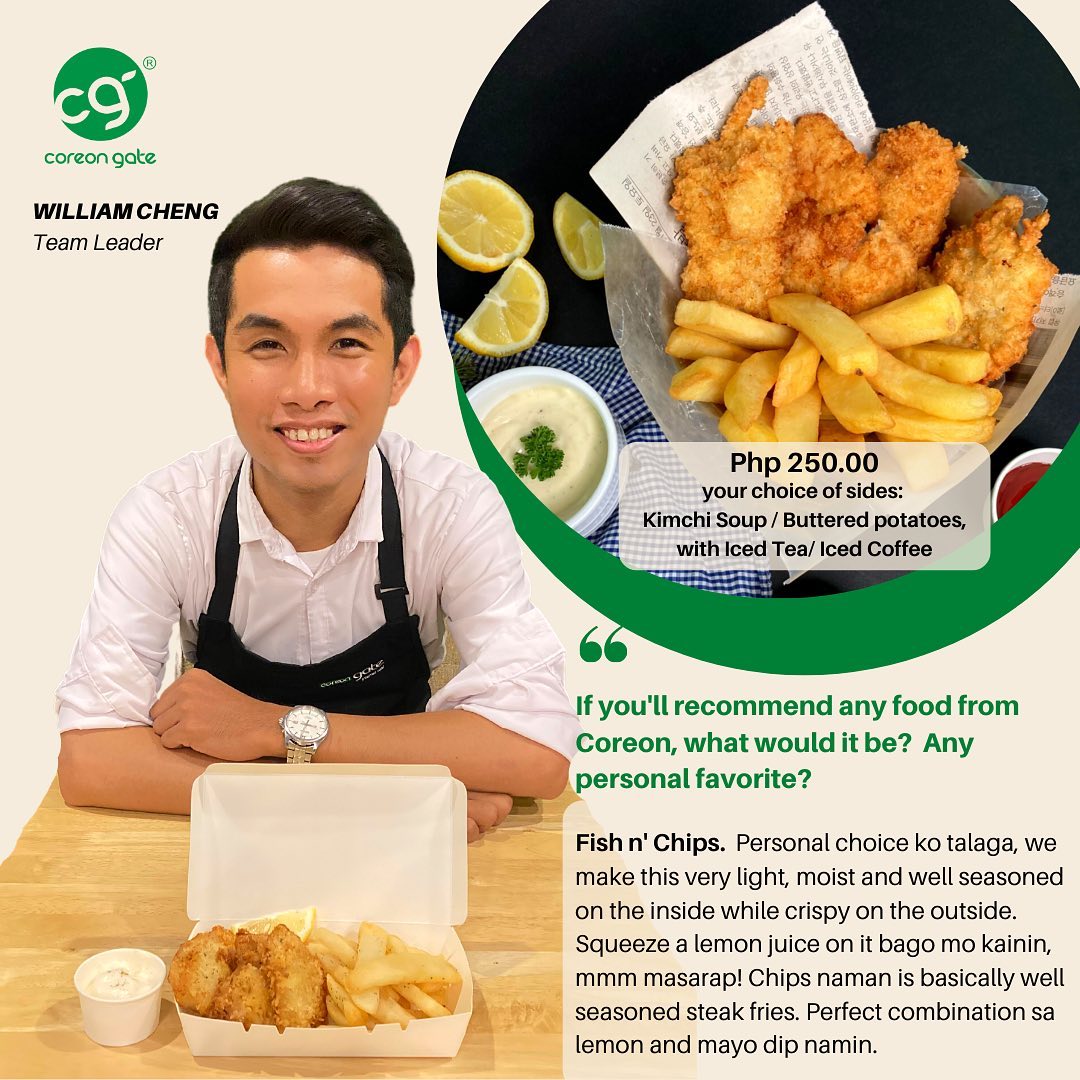 cg®
coreon gate
WILLIAM CHENG
Team Leader
Php 250.00
your choice of sides:
Kimchi Soup / Buttered potatoes,
with Iced Tea/ Iced Coffee
coreon gate
“
If you'll recommend any food from
Coreon, what would it be?  Any
personal favorite?
Fish n' Chips.  Personal choice ko talaga, we
make this very light, moist and well seasoned
on the inside while crispy on the outside.
Squeeze a lemon juice on it bago mo kainin,
mmm masarap! Chips naman is basically well
seasoned steak fries. Perfect combination sa
lemon and mayo dip namin.